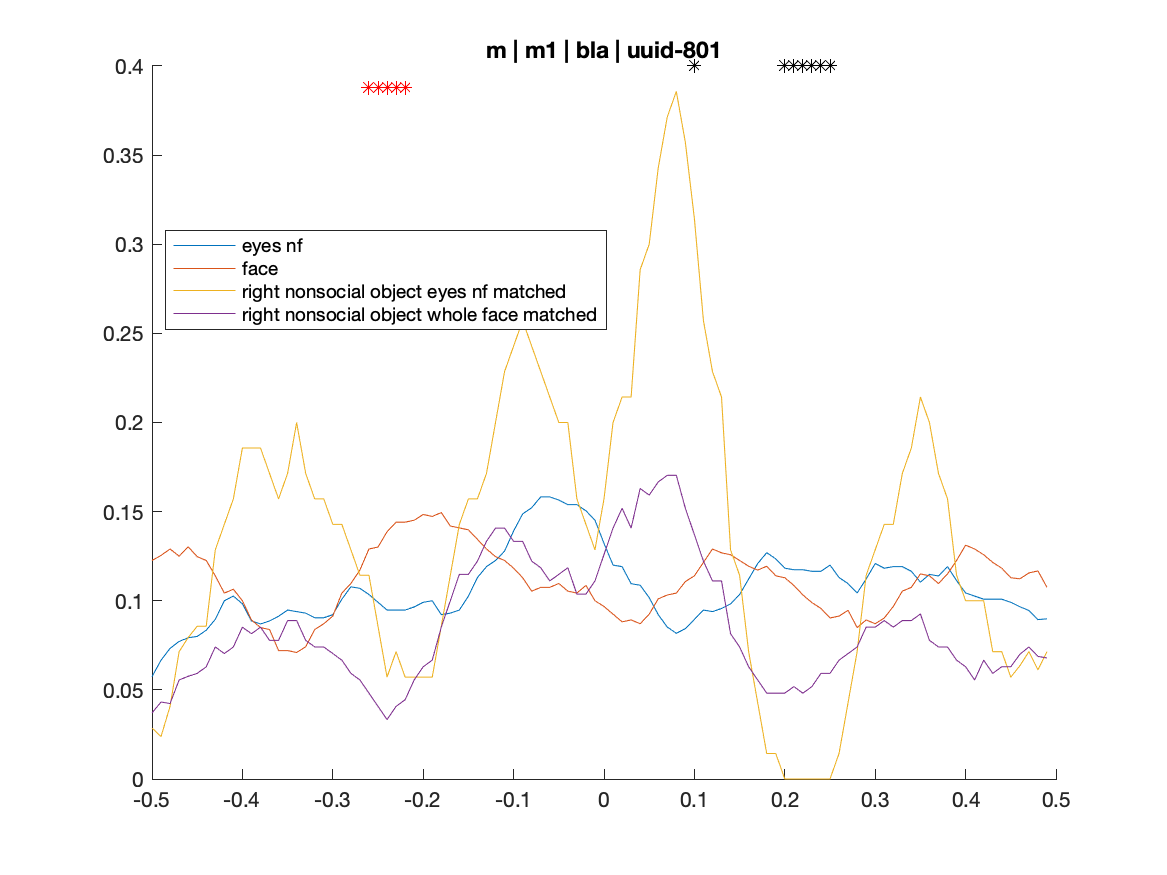 m | m1 | bla | uuid-801
0.4
0.35
0.3
0.25
0.2
0.15
0.1
0.05
0
eyes nf
face
right nonsocial object eyes nf matched
right nonsocial object whole face matched
-0.5 -0.4 -0.3 -0.2 -0.1 0 0.1 0.2 0.3 0.4 0.5